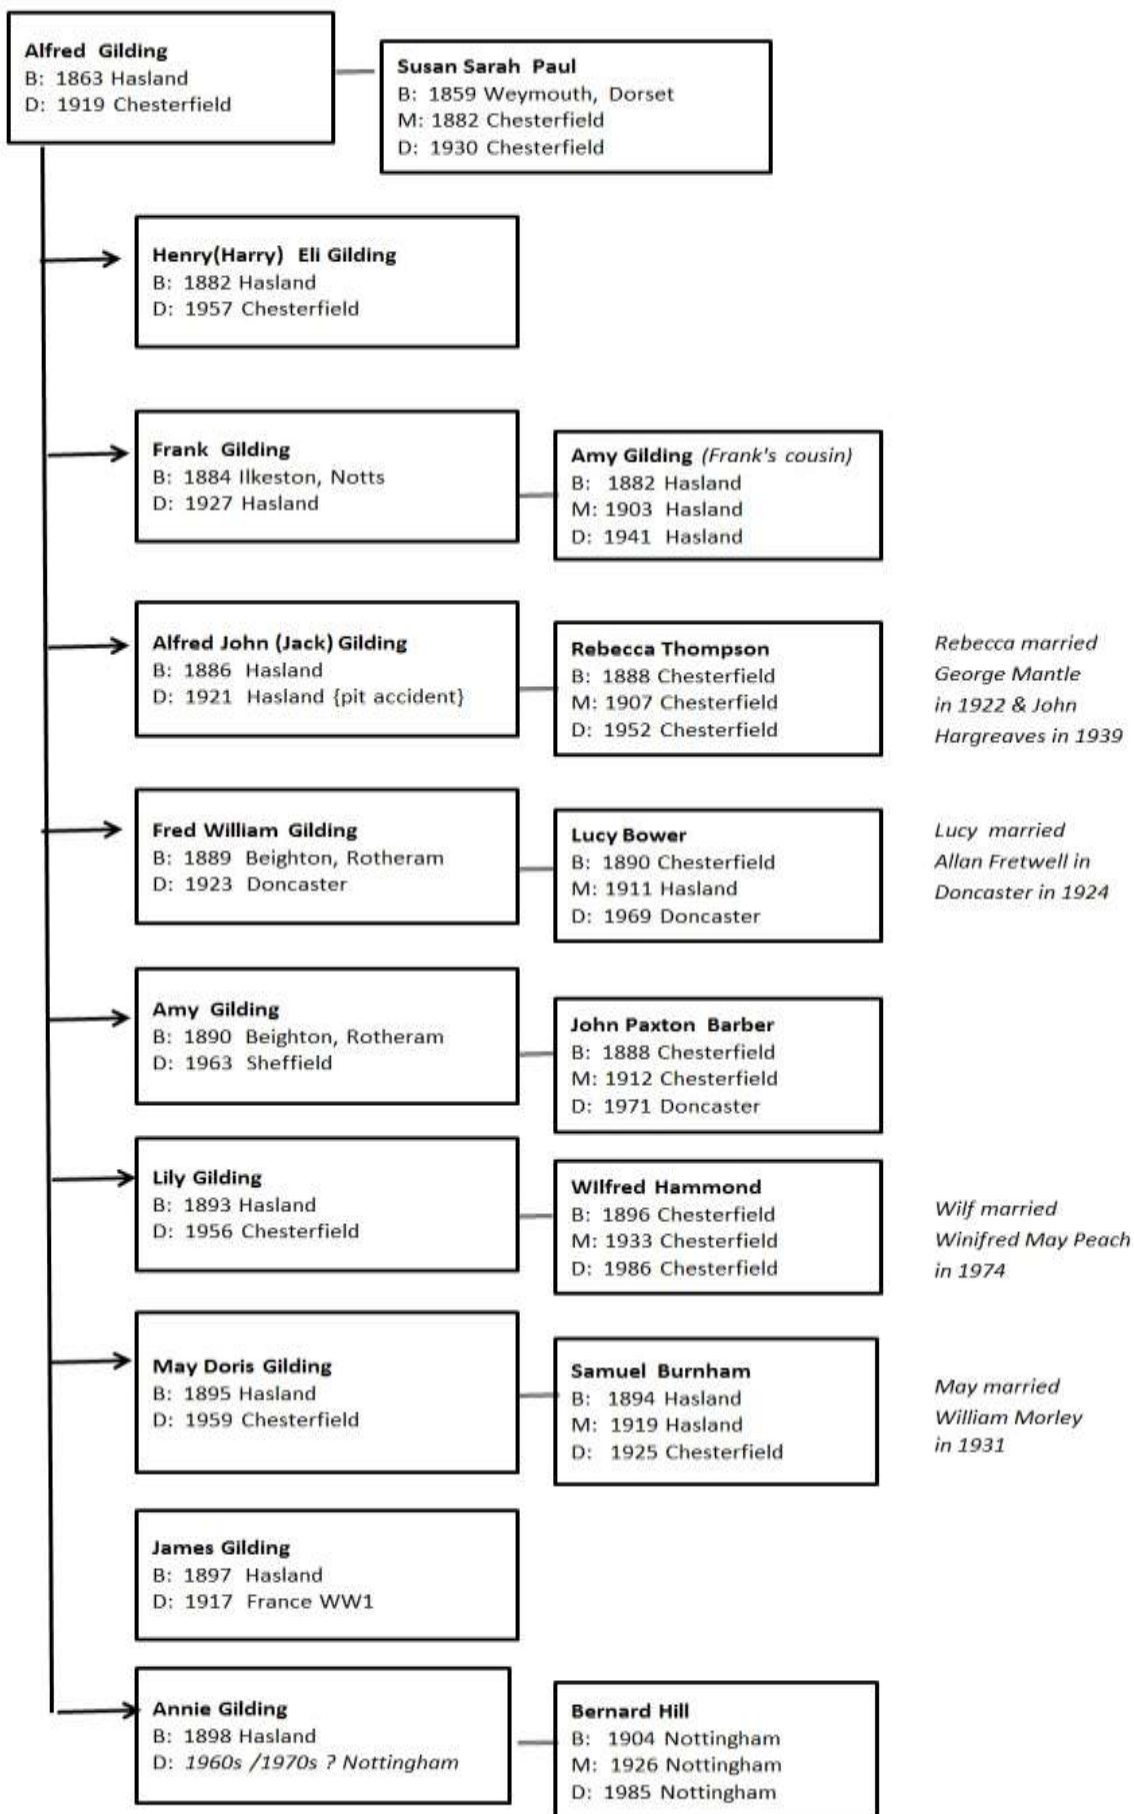 Alfred Gilding
B: 1863 Hasland
D: 1919 Chesterfield
Susan Sarah Paul
B: 1859 Weymouth, Dorset
M: 1882 Chesterfield
D: 1930 Chesterfield
Henry(Harry) Eli Gilding
B: 1882 Hasland
D: 1957 Chesterfield
Frank Gilding
B: 1884 Ilkeston, Notts
D: 1927 Hasland
Amy Gilding (Frank's cousin)
B: 1882 Hasland
M: 1903 Hasland
D: 1941 Hasland
Alfred John (Jack) Gilding
B: 1886 Hasland
D: 1921 Hasland {pit accident}
Rebecca Thompson
B: 1888 Chesterfield
M: 1907 Chesterfield
D: 1952 Chesterfield
Rebecca married
George Mantle
in 1922 & John
Hargreaves in 1939
Fred William Gilding
B: 1889 Beighton, Rotheram
D: 1923 Doncaster
Lucy Bower
B: 1890 Chesterfield
M: 1911 Hasland
D: 1969 Doncaster
Lucy married
Allan Fretwell in
Doncaster in 1924
Amy Gilding
B: 1890 Beighton, Rotheram
D: 1963 Sheffield
John Paxton Barber
B: 1888 Chesterfield
M: 1912 Chesterfield
D: 1971 Doncaster
Lily Gilding
B: 1893 Hasland
D: 1956 Chesterfield
WIlfred Hammond
B: 1896 Chesterfield
M: 1933 Chesterfield
D: 1986 Chesterfield
Wilf married
Winifred May Peach
in 1974
May Doris Gilding
B: 1895 Hasland
D: 1959 Chesterfield
Samuel Burnham
B: 1894 Hasland
M: 1919 Hasland
D: 1925 Chesterfield
May married
William Morley
in 1931
James Gilding
B: 1897 Hasland
D: 1917 France WW1
Annie Gilding
B: 1898 Hasland
D: 1960s /1970s ? Nottingham
Bernard Hill
B: 1904 Nottingham
M: 1926 Nottingham
D: 1985 Nottingham